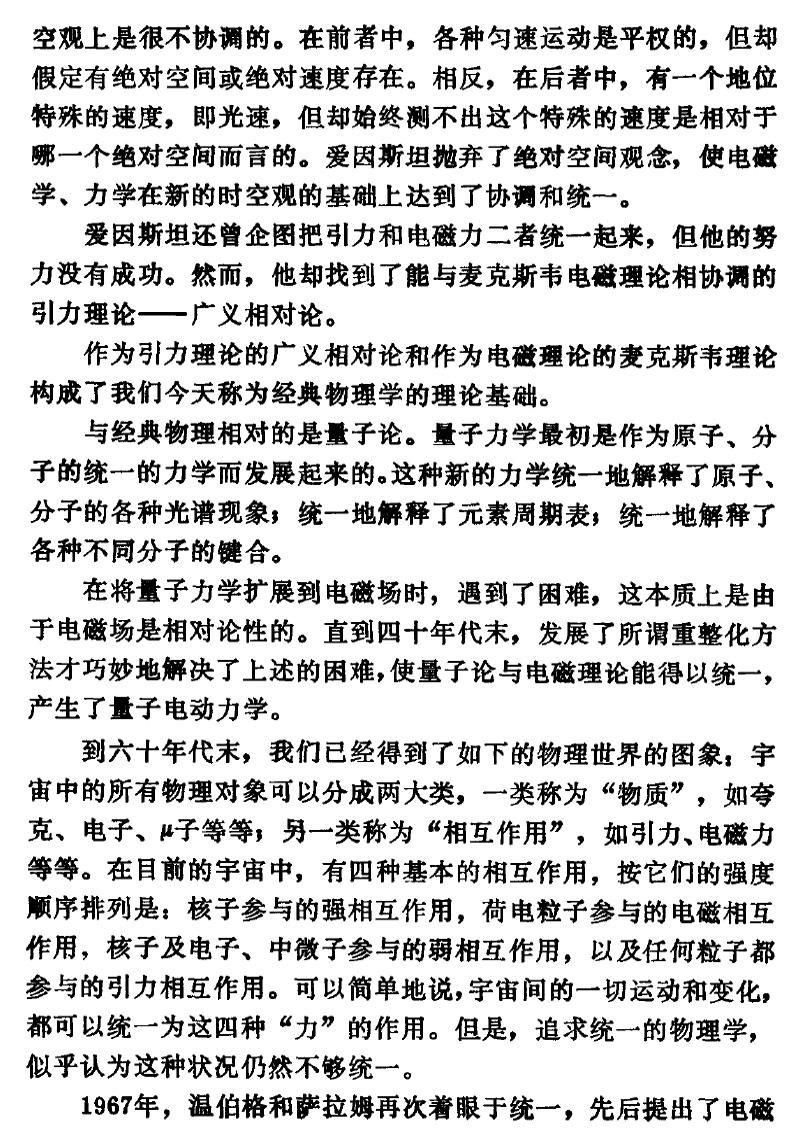 空观上是很不协调的。在前者中，各种匀速运动是平权的，但却
假定有绝对空间或绝对速度存在。相反，在后者中，有一个地位
特殊的速度，即光速，但却始终测不出这个特殊的速度是相对于
哪一个绝对空间而言的。爱因斯坦抛弃了绝对空间观念，使电磁
学、力学在新的时空观的基础上达到了协调和统一。
爱因斯坦还曾企图把引力和电磁力二者统一起来，但他的努
力没有成功。然而，他却找到了能与麦克斯韦电磁理论相协调的
引力理论——广义相对论。
作为引力理论的广义相对论和作为电磁理论的麦克斯韦理论
构成了我们今天称为经典物理学的理论基础。
与经典物理相对的是量子论。量子力学最初是作为原子、分
子的统一的力学而发展起来的。这种新的力学统一地解释了原子、
分子的各种光谱现象；统一地解释了元素周期表；统一地解释了
各种不同分子的键合。
在将量子力学扩展到电磁场时，遇到了困难，这本质上是由
于电磁场是相对论性的。直到四十年代末，发展了所谓重整化方
法才巧妙地解决了上述的困难，使量子论与电磁理论能得以统一，
产生了量子电动力学。
到六十年代末，我们已经得到了如下的物理世界的图象：宇
宙中的所有物理对象可以分成两大类，一类称为“物质”，如夸
克、电子、μ子等等；另一类称为“相互作用”，如引力、电磁力
等等。在目前的宇宙中，有四种基本的相互作用，按它们的强度
顺序排列是：核子参与的强相互作用，荷电粒子参与的电磁相互
作用，核子及电子、中微子参与的弱相互作用，以及任何粒子都
参与的引力相互作用。可以简单地说，宇宙间的一切运动和变化，
都可以统一为这四种“力”的作用。但是，追求统一的物理学，
似乎认为这种状况仍然不够统一。
1967年，温伯格和萨拉姆再次着眼于统一，先后提出了电磁